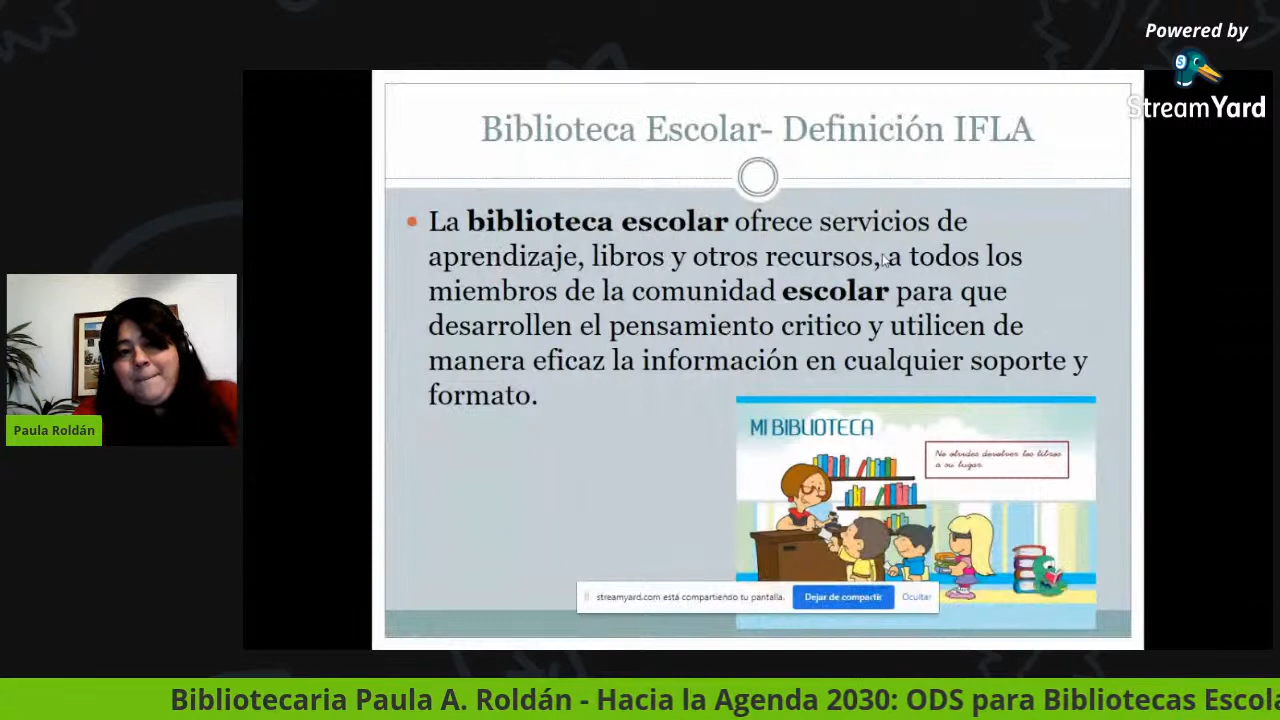 Powered by
StreamYard
Biblioteca Escolar- Definición IFLA
La biblioteca escolar ofrece servicios de
aprendizaje, libros y otros recursos, a todos los
miembros de la comunidad escolar para que
desarrollen el pensamiento critico y utilicen de
manera eficaz la información en cualquier soporte y
formato.
MI BIBLIOTECA
No olvides devolver los libros
a su lugar
streamyard.com está compartiendo tu pantalla.
Dejar de compartir
Ocultar
Paula Roldán
Bibliotecaria Paula A. Roldán - Hacia la Agenda 2030: ODS para Bibliotecas Escola